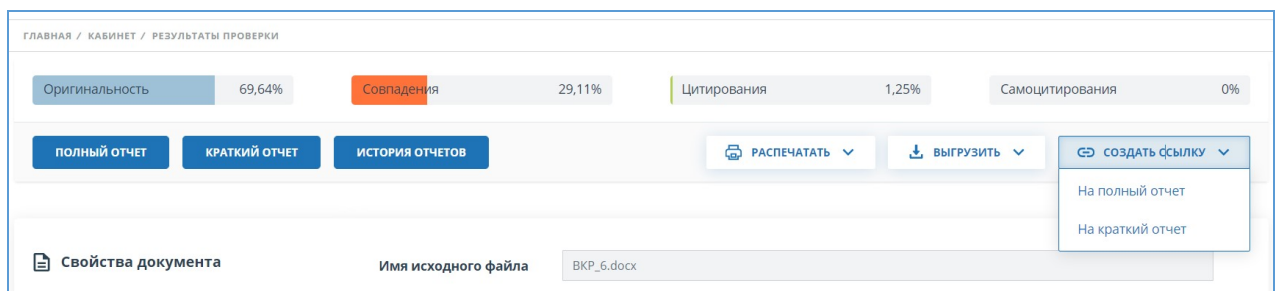 ГЛАВНАЯ / КАБИНЕТ / РЕЗУЛЬТАТЫ ПРОВЕРКИ
Оригинальность 69,64% Совпадения 29,11% Цитирования 1,25% Самоцитирования 0%
ПОЛНЫЙ ОТЧЕТ КРАТКИЙ ОТЧЕТ ИСТОРИЯ ОТЧЕТОВ РАСПЕЧАТАТЬ ВЫГРУЗИТЬ СОЗДАТЬ ССЫЛКУ
На полный отчет
На краткий отчет
Свойства документа Имя исходного файла ВКР_6.docx